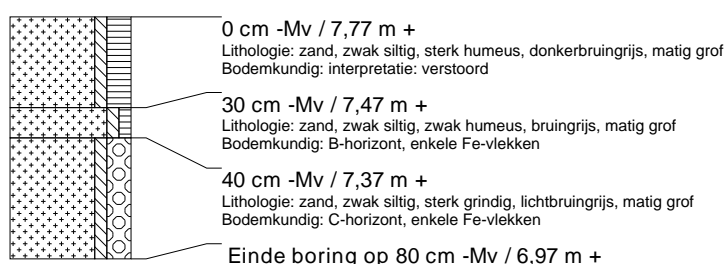 0 cm -Mv / 7,77 m +
Lithologie: zand, zwak siltig, sterk humeus, donkerbruingrijs, matig grof
Bodemkundig: interpretatie: verstoord
30 cm -Mv / 7,47 m +
Lithologie: zand, zwak siltig, zwak humeus, bruingrijs, matig grof
Bodemkundig: B-horizont, enkele Fe-vlekken
40 cm -Mv / 7,37 m +
Lithologie: zand, zwak siltig, sterk grindig, lichtbruingrijs, matig grof
Bodemkundig: C-horizont, enkele Fe-vlekken
Einde boring op 80 cm -Mv / 6,97 m +